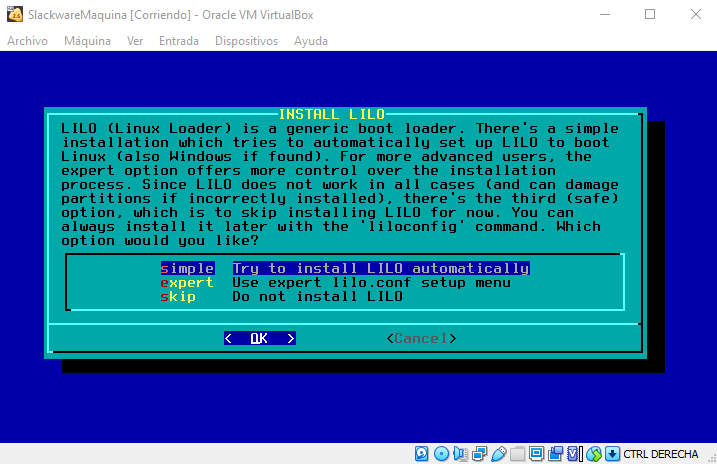 SlackwareMaquina [Corriendo] - Oracle VM VirtualBox
Archivo Máquina Ver Entrada Dispositivos Ayuda
INSTALL LILO
LILO (Linux Loader) is a generic boot loader. There's a simple
installation which tries to automatically set up LILO to boot
Linux (also Windows if found). For more advanced users, the
expert option offers more control over the installation
process. Since LILO does not work in all cases (and can damage
partitions if incorrectly installed), there's the third (safe)
option, which is to skip installing LILO for now. You can
always install it later with the 'liloconfig' command. Which
option would you like?
simple Try to install LILO automatically
expert Use expert lilo.conf setup menu
skip Do not install LILO
< OK > <Cancel>
CTRL DERECHA